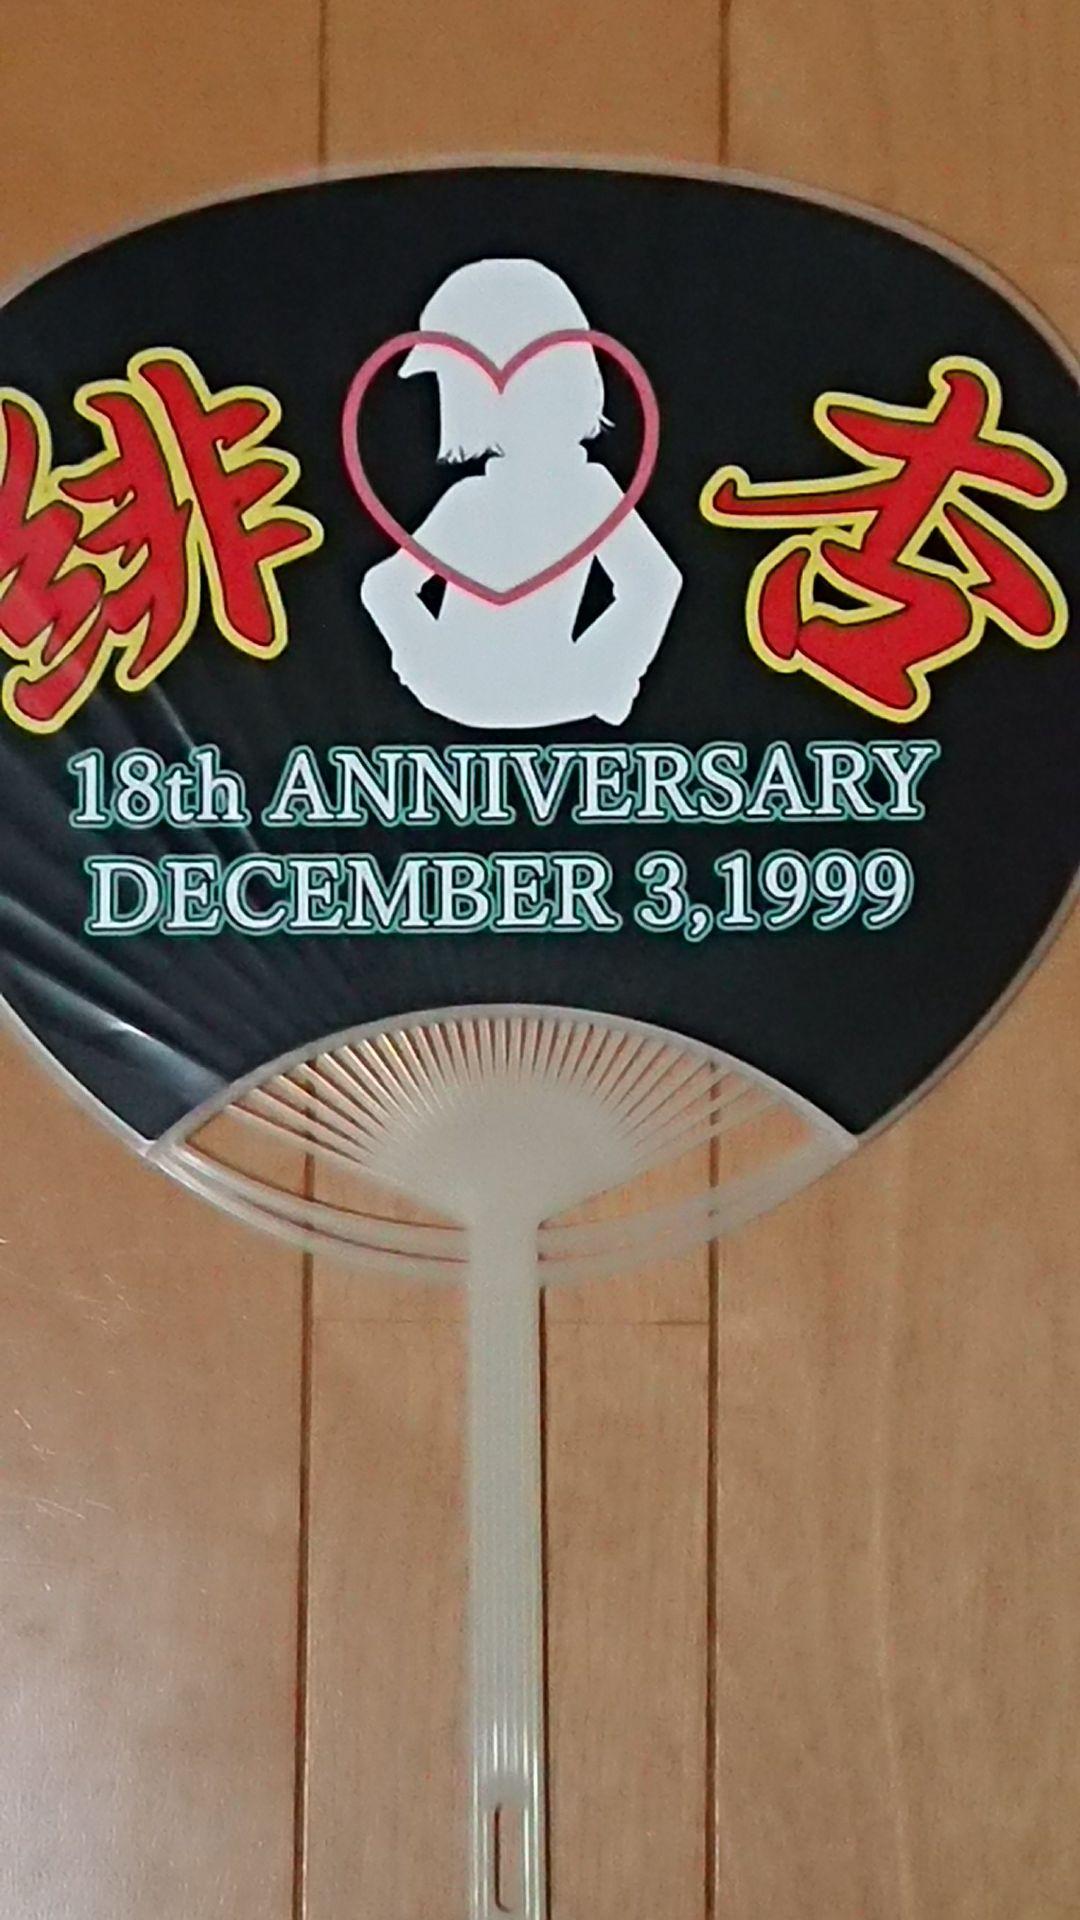 緋杏
18th ANNIVERSARY
DECEMBER 3,1999